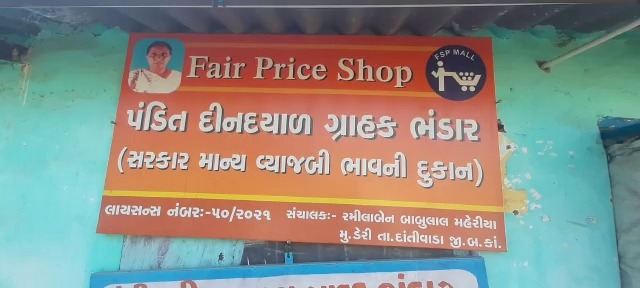 Fair Price Shop
FSP MALL
પંડિત દીનદયાળ ગ્રાહક ભંડાર
(સરકાર માન્ય વ્યાજબી ભાવની દુકાન)
લાયસન્સ નંબર:-૫૦/૨૦૨૧ સંચાલક:- રમીલાબેન બાબુલાલ મહેરીયા
મુ.ડેરી તા.દાંતીવાડા જી.બ.કાં.